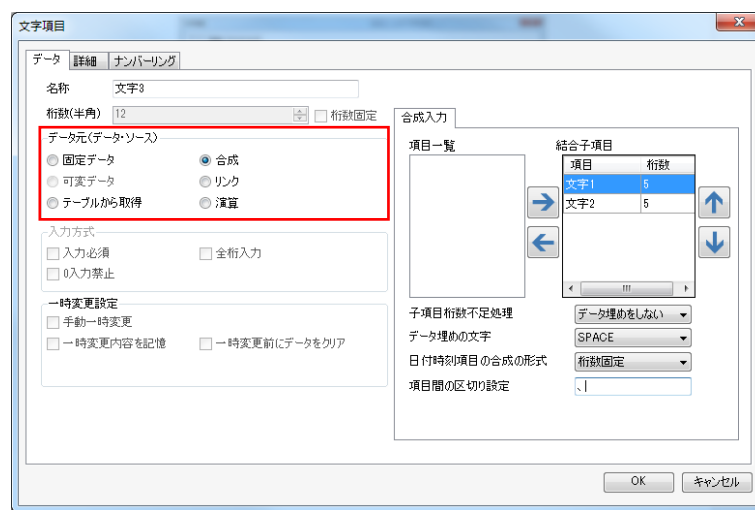 文字項目
データ 詳細 ナンバーリング
名称 文字3
桁数(半角) 12 桁数固定
データ元(データ・ソース)
固定データ 合成
可変データ リンク
テーブルから取得 演算
入力方式
入力必須 全桁入力
0入力禁止
一時変更設定
手動一時変更
一時変更内容を記憶 一時変更前にデータをクリア
合成入力
項目一覧 結合子項目
項目 桁数
文字1 5
文字2 5
子項目桁数不足処理 データ埋めをしない
データ埋めの文字 SPACE
日付時刻項目の合成の形式 桁数固定
項目間の区切り設定 、
OK キャンセル